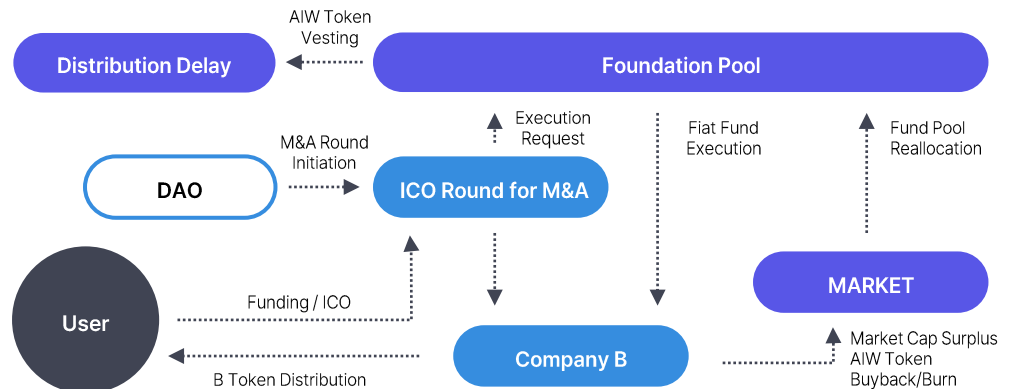 AIW Token
Vesting
Distribution Delay
Foundation Pool
Execution
Request
Fiat Fund
Execution
Fund Pool
Reallocation
M&A Round
Initiation
DAO
ICO Round for M&A
MARKET
User
Funding / ICO
Company B
Market Cap Surplus
AIW Token
Buyback/Burn
B Token Distribution